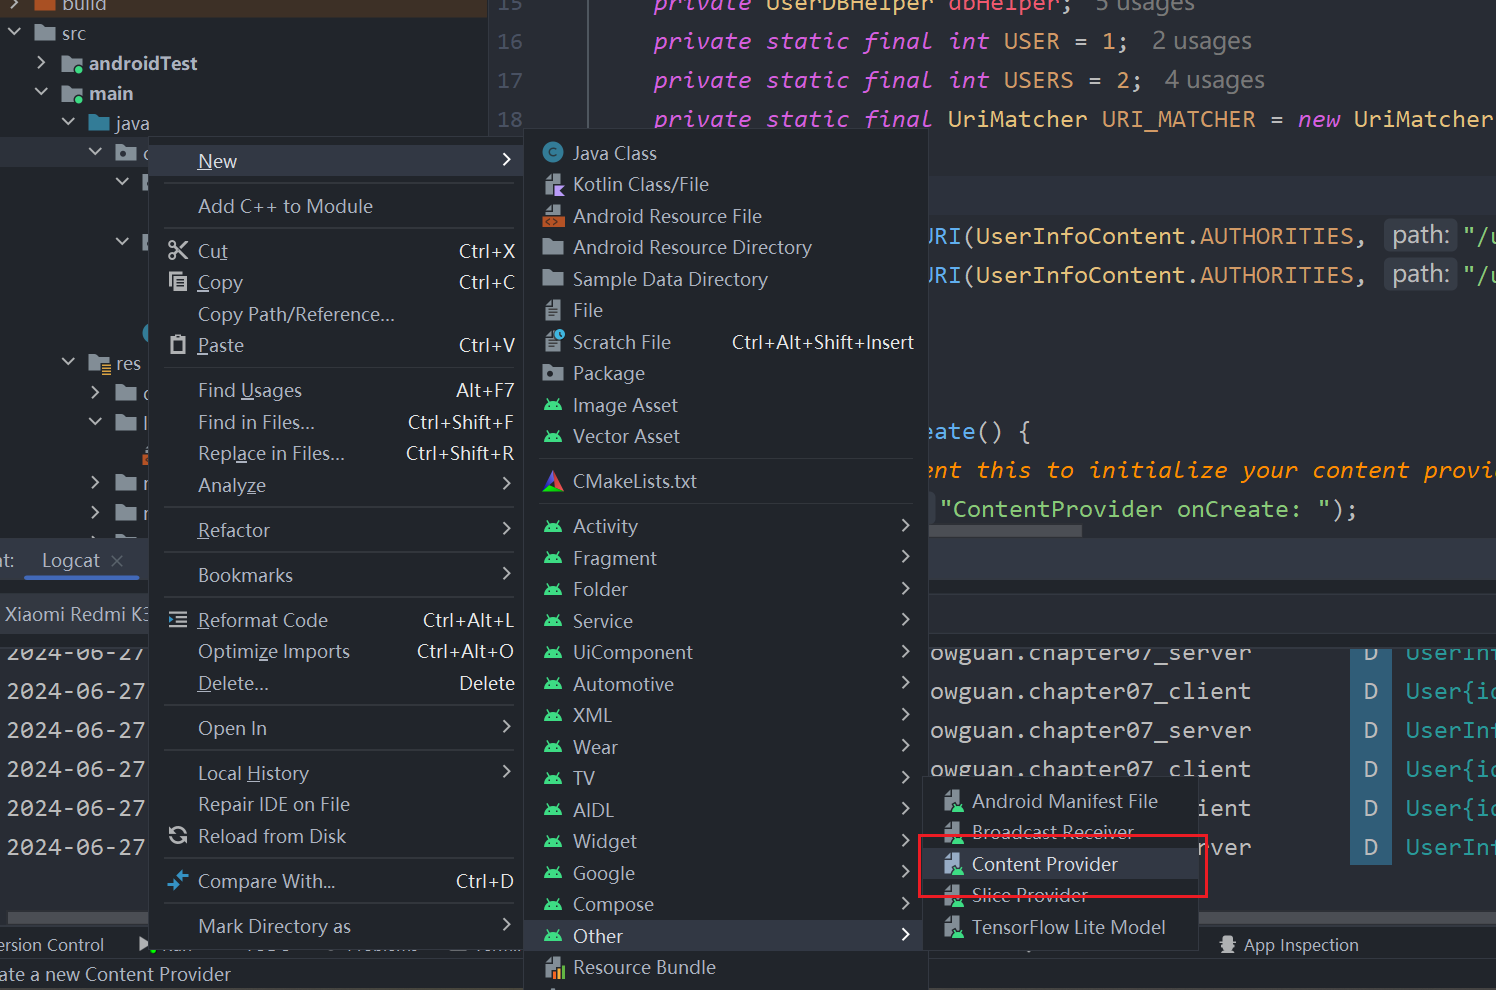 build
src
androidTest
main
java
res
15 private UserDBHelper dbHelper; 5 usages
16 private static final int USER = 1; 2 usages
17 private static final int USERS = 2; 4 usages
18 private static final UriMatcher URI_MATCHER = new UriMatcher
URI(UserInfoContent.AUTHORITIES, path: "/u
URI(UserInfoContent.AUTHORITIES, path: "/u
eate() {
ent this to initialize your content provi
"ContentProvider onCreate: ");
New
Add C++ to Module
Cut Ctrl+X
Copy Ctrl+C
Copy Path/Reference...
Paste Ctrl+V
Find Usages Alt+F7
Find in Files... Ctrl+Shift+F
Replace in Files... Ctrl+Shift+R
Analyze
Refactor
Bookmarks
Reformat Code Ctrl+Alt+L
Optimize Imports Ctrl+Alt+O
Delete... Delete
Open In
Local History
Repair IDE on File
Reload from Disk
Compare With... Ctrl+D
Mark Directory as
Java Class
Kotlin Class/File
Android Resource File
Android Resource Directory
Sample Data Directory
File
Scratch File Ctrl+Alt+Shift+Insert
Package
Image Asset
Vector Asset
CMakeLists.txt
Activity
Fragment
Folder
Service
UiComponent
Automotive
XML
Wear
TV
AIDL
Widget
Google
Compose
Other
Resource Bundle
Android Manifest File
Broadcast Receiver
Content Provider
Slice Provider
TensorFlow Lite Model
at: Logcat
Xiaomi Redmi K3
2024-06-27 owguan.chapter07_server D UserInf
2024-06-27 owguan.chapter07_client D User{id
2024-06-27 owguan.chapter07_server D UserInf
2024-06-27 owguan.chapter07_client D User{id
2024-06-27 ient D User{id
2024-06-27 rver D UserInf
ersion Control App Inspection
ate a new Content Provider